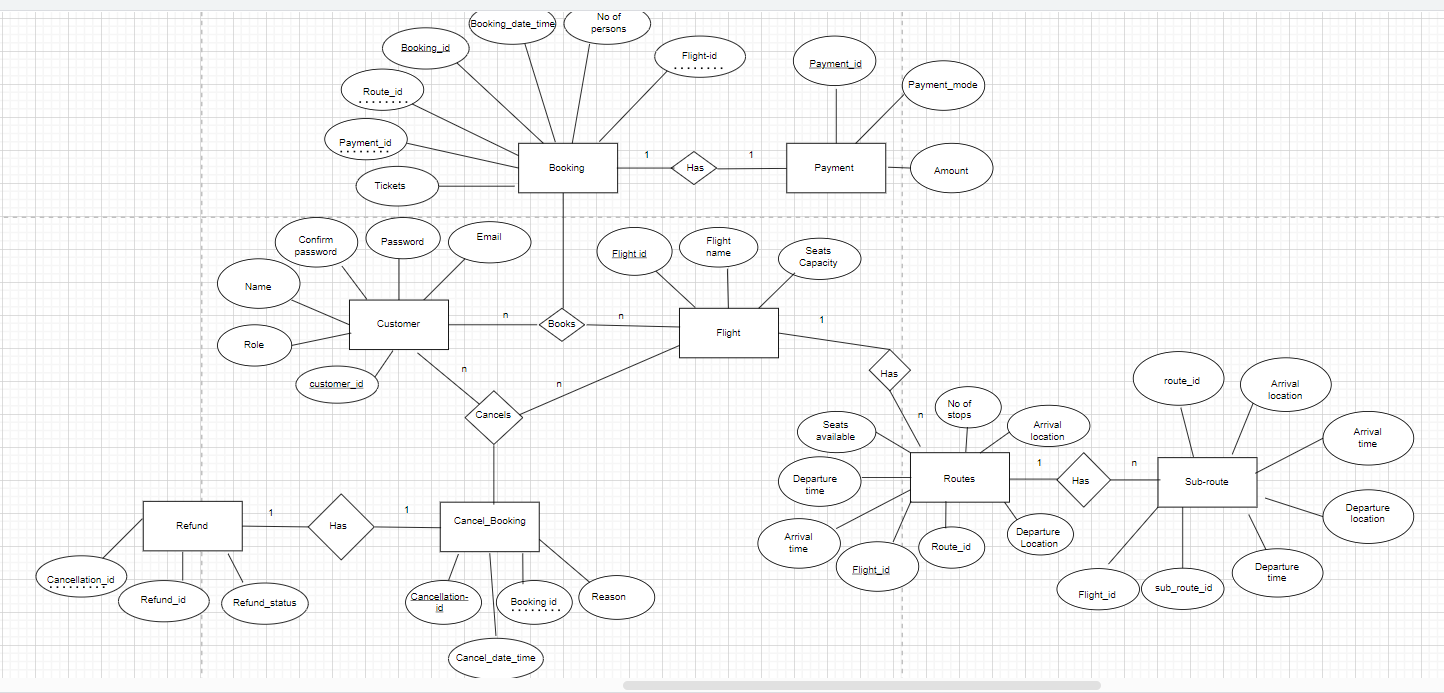 Booking_date_time
No of
persons
Booking_id
Flight-id
Payment_id
Payment_mode
Route_id
Payment_id
1
1
Booking
Has
Payment
Amount
Tickets
Confirm
password
Password
Email
Flight id
Flight
name
Seats
Capacity
Name
Customer
n
Books
n
Flight
1
Role
customer_id
n
n
Has
Cancels
n
No of
stops
Seats
available
Arrival
location
route_id
Arrival
location
Arrival
time
Departure
time
Routes
1
Has
n
Sub-route
Departure
location
Refund
1
Has
1
Cancel_Booking
Arrival
time
Flight_id
Route_id
Departure
Location
Departure
time
Flight_id
sub_route_id
Cancellation_id
Refund_id
Refund_status
Cancellation-
id
Booking id
Reason
Cancel_date_time